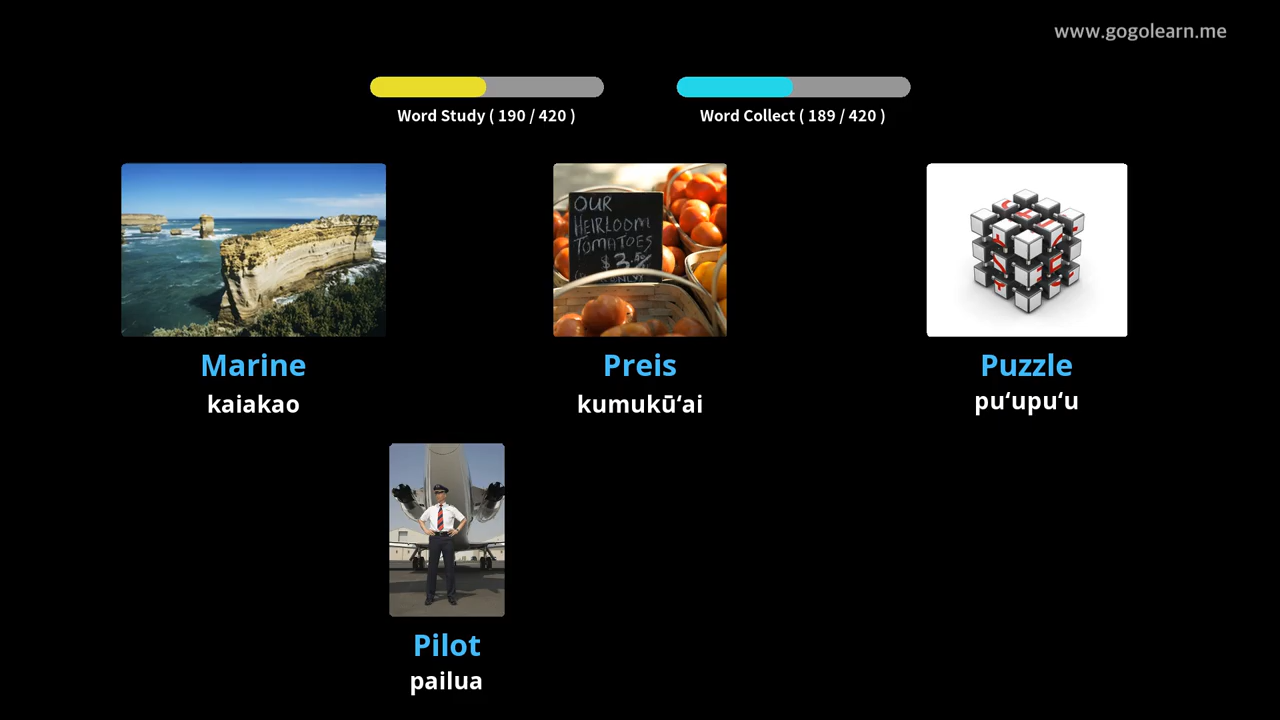 www.gogolearn.me
Word Study ( 190 / 420 )
Word Collect ( 189 / 420 )
OUR
HEIRLOOM
TOMATOES
Marine
kaiakao
Preis
kumukūʻai
Puzzle
puʻupuʻu
Pilot
pailua